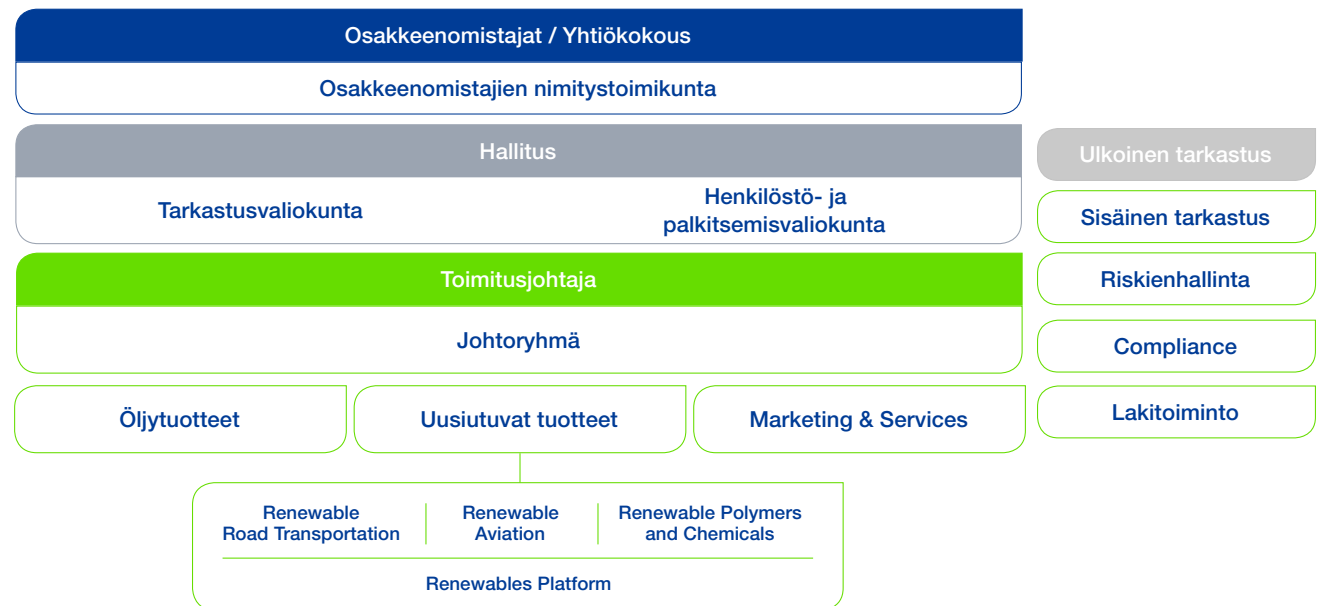 Osakkeenomistajat / Yhtiökokous
Osakkeenomistajien nimitystoimikunta
Hallitus
Tarkastusvaliokunta
Henkilöstö- ja
palkitsemisvaliokunta
Toimitusjohtaja
Johtoryhmä
Öljytuotteet
Uusiutuvat tuotteet
Marketing & Services
Renewable
Road Transportation
Renewable
Aviation
Renewable Polymers
and Chemicals
Renewables Platform
Ulkoinen tarkastus
Sisäinen tarkastus
Riskienhallinta
Compliance
Lakitoiminto